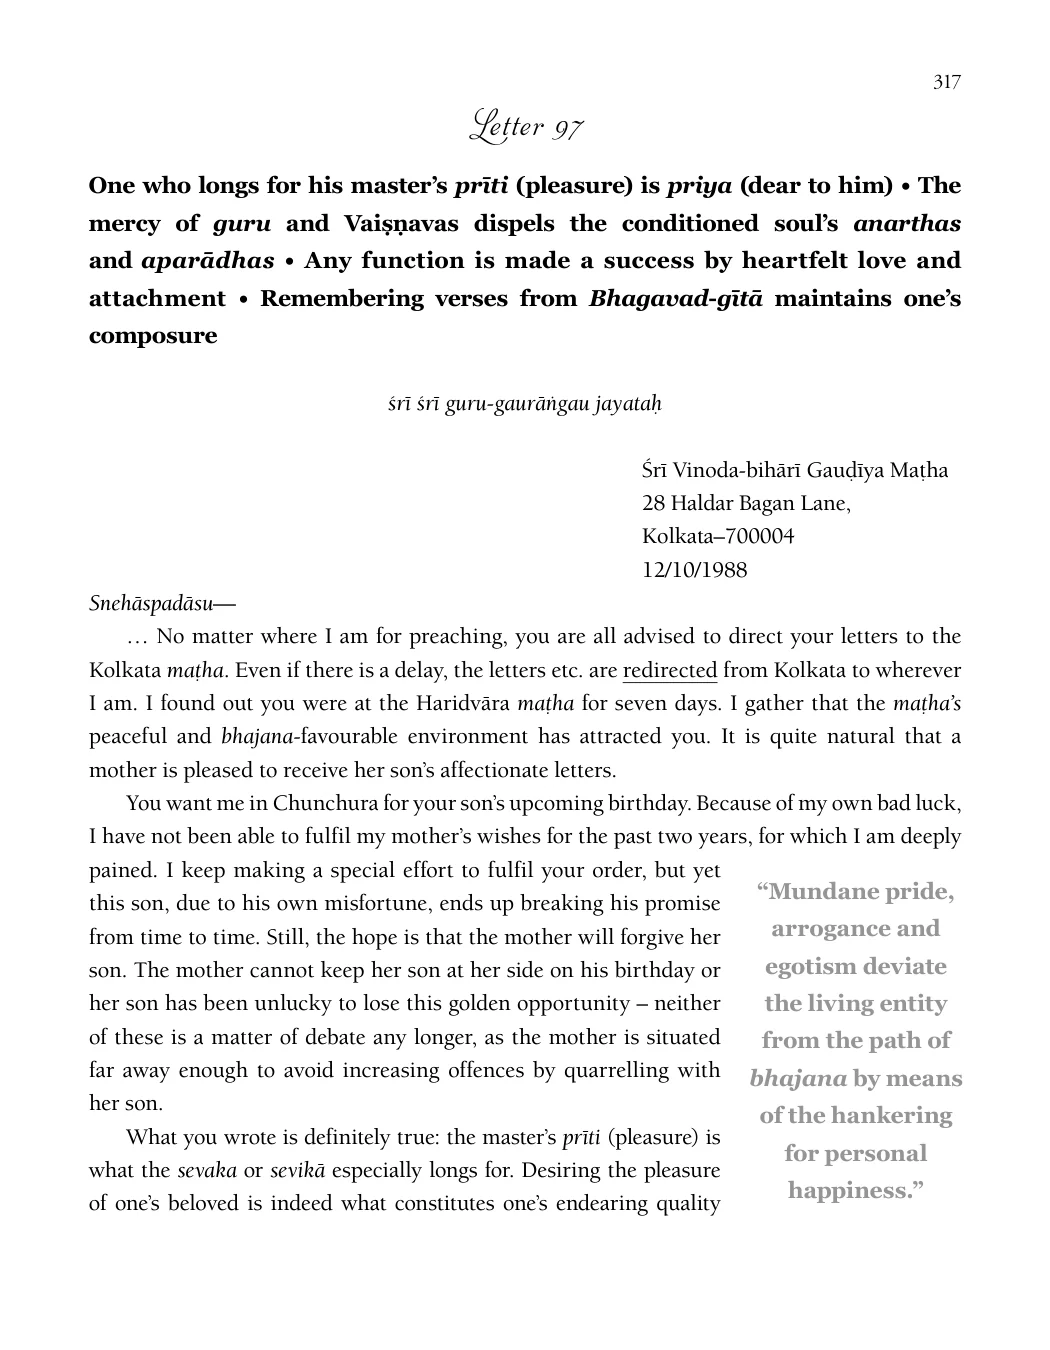 317
Letter 97
One who longs for his master’s prīti (pleasure) is priya (dear to him) • The
mercy of guru and Vaiṣṇavas dispels the conditioned soul’s anarthas
and aparādhas • Any function is made a success by heartfelt love and
attachment • Remembering verses from Bhagavad-gītā maintains one’s
composure
śrī śrī guru-gaurāṅgau jayataḥ
Śrī Vinoda-bihārī Gauḍīya Maṭha
28 Haldar Bagan Lane,
Kolkata–700004
12/10/1988
Snehāspadāsu—
… No matter where I am for preaching, you are all advised to direct your letters to the
Kolkata maṭha. Even if there is a delay, the letters etc. are redirected from Kolkata to wherever
I am. I found out you were at the Haridvāra maṭha for seven days. I gather that the maṭha’s
peaceful and bhajana-favourable environment has attracted you. It is quite natural that a
mother is pleased to receive her son’s affectionate letters.
You want me in Chunchura for your son’s upcoming birthday. Because of my own bad luck,
I have not been able to fulfil my mother’s wishes for the past two years, for which I am deeply
pained. I keep making a special effort to fulfil your order, but yet
this son, due to his own misfortune, ends up breaking his promise
from time to time. Still, the hope is that the mother will forgive her
son. The mother cannot keep her son at her side on his birthday or
her son has been unlucky to lose this golden opportunity – neither
of these is a matter of debate any longer, as the mother is situated
far away enough to avoid increasing offences by quarrelling with
her son.
What you wrote is definitely true: the master’s prīti (pleasure) is
what the sevaka or sevikā especially longs for. Desiring the pleasure
of one’s beloved is indeed what constitutes one’s endearing quality
“Mundane pride,
arrogance and
egotism deviate
the living entity
from the path of
bhajana by means
of the hankering
for personal
happiness.”